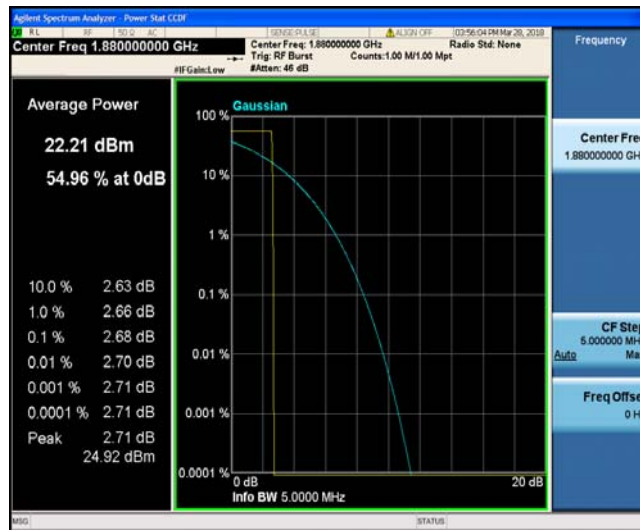 Agilent Spectrum Analyzer - Power Stat CCDF
RL RF 50 Ω AC SENSE:PULSE ALIGN OFF 03:56:04 PM Mar 28, 2018
Center Freq 1.880000000 GHz
Center Freq: 1.880000000 GHz Radio Std: None
Trig: RF Burst Counts:1.00 M/1.00 Mpt
#IFGain:Low #Atten: 46 dB
Frequency
Average Power
22.21 dBm
54.96 % at 0dB
10.0 % 2.63 dB
1.0 % 2.66 dB
0.1 % 2.68 dB
0.01 % 2.70 dB
0.001 % 2.71 dB
0.0001 % 2.71 dB
Peak 2.71 dB
24.92 dBm
Gaussian
100 %
10 %
1 %
0.1 %
0.01 %
0.001 %
0.0001 %
0 dB 20 dB
Info BW 5.0000 MHz
Center Fre
1.880000000 GH
CF Step
5.000000 MH
Auto Ma
Freq Offse
0 H
MSG STATUS